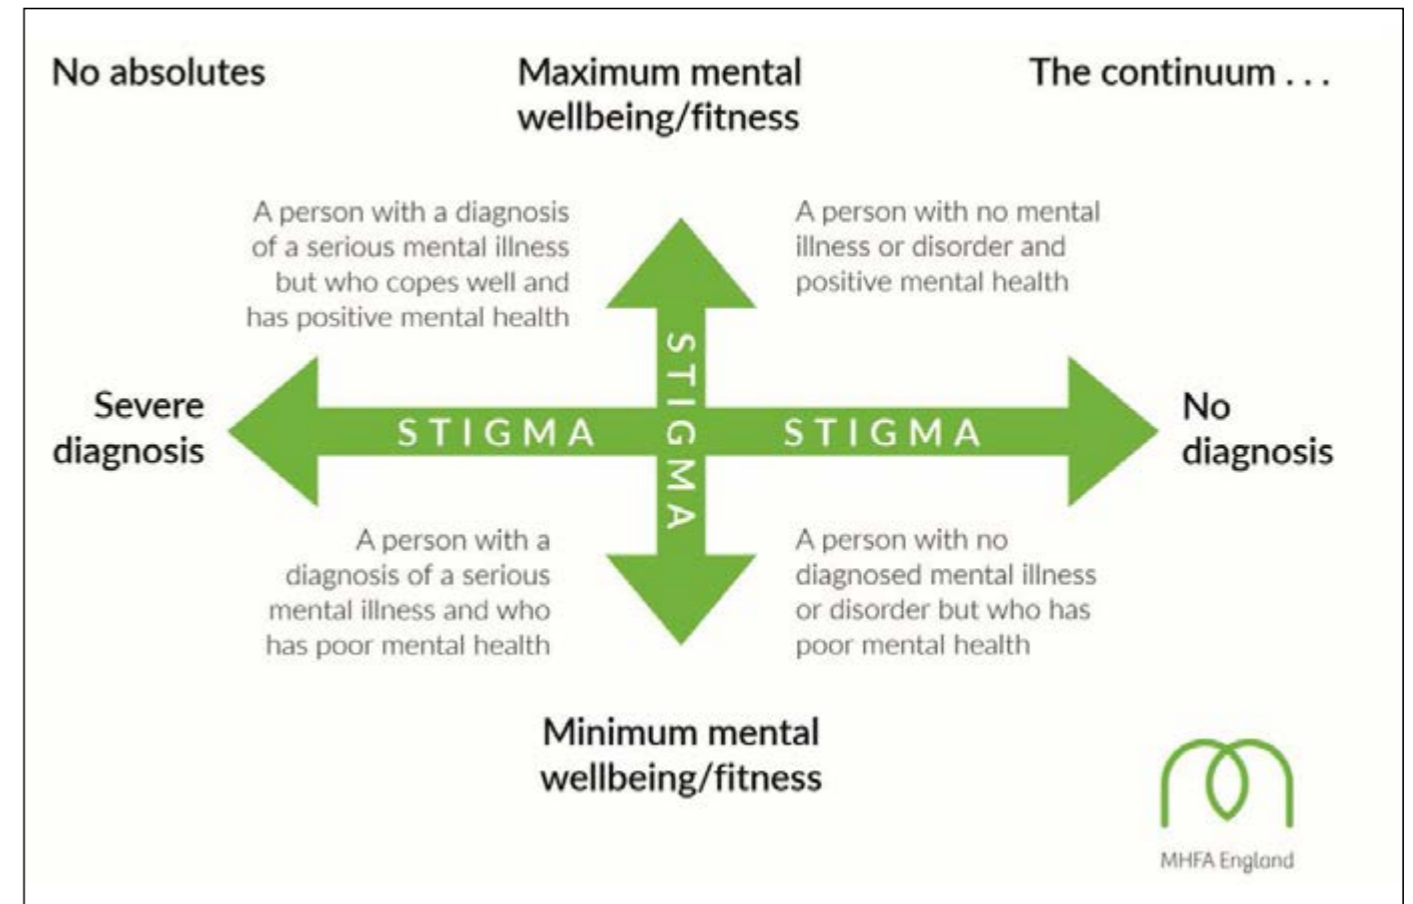 No absolutes
Maximum mental
wellbeing/fitness
The continuum . . .
A person with a diagnosis
of a serious mental illness
but who copes well and
has positive mental health
A person with no mental
illness or disorder and
positive mental health
Severe
diagnosis
STIGMA
STIGMA
STIGMA
No
diagnosis
A person with a
diagnosis of a serious
mental illness and who
has poor mental health
A person with no
diagnosed mental illness
or disorder but who has
poor mental health
Minimum mental
wellbeing/fitness
MHFA England